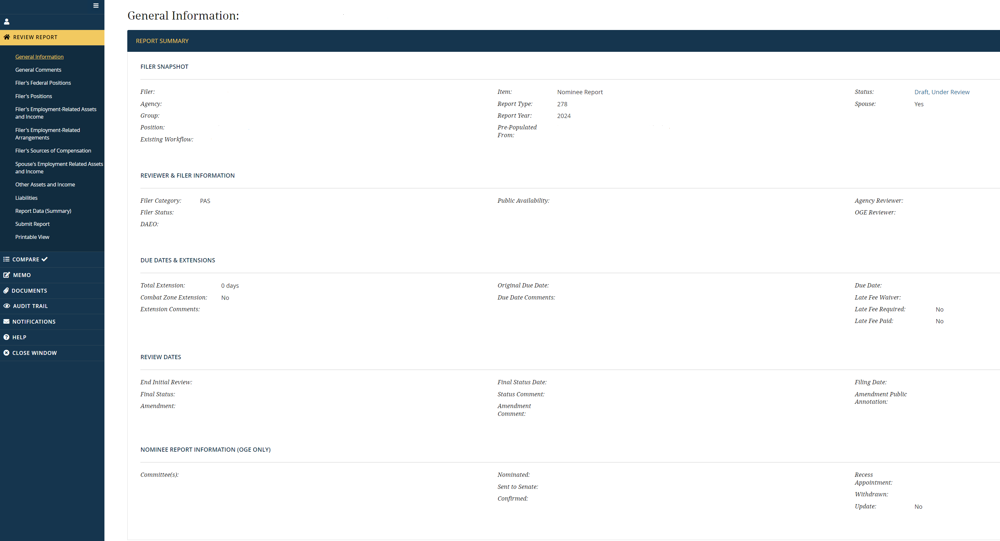 REVIEW REPORT
General Information
General Comments
Filer's Federal Positions
Filer's Positions
Filer's Employment-Related Assets
and Income
Filer's Employment-Related
Arrangements
Filer's Sources of Compensation
Spouse's Employment Related Assets
and Income
Other Assets and Income
Liabilities
Report Data (Summary)
Submit Report
Printable View
COMPARE
MEMO
DOCUMENTS
AUDIT TRAIL
NOTIFICATIONS
HELP
CLOSE WINDOW
General Information:
REPORT SUMMARY
FILER SNAPSHOT
Filer:
Agency:
Group:
Position:
Existing Workflow:
Item: Nominee Report
Report Type: 278
Report Year: 2024
Pre-Populated
From:
Status: Draft, Under Review
Spouse: Yes
REVIEWER & FILER INFORMATION
Filer Category: PAS
Filer Status:
DAEO:
Public Availability:
Agency Reviewer:
OGE Reviewer:
DUE DATES & EXTENSIONS
Total Extension: 0 days
Combat Zone Extension: No
Extension Comments:
Original Due Date:
Due Date Comments:
Due Date:
Late Fee Waiver:
Late Fee Required: No
Late Fee Paid: No
REVIEW DATES
End Initial Review:
Final Status:
Amendment:
Final Status Date:
Status Comment:
Amendment
Comment:
Filing Date:
Amendment Public
Annotation:
NOMINEE REPORT INFORMATION (OGE ONLY)
Committee(s):
Nominated:
Sent to Senate:
Confirmed:
Recess
Appointment:
Withdrawn:
Update: No